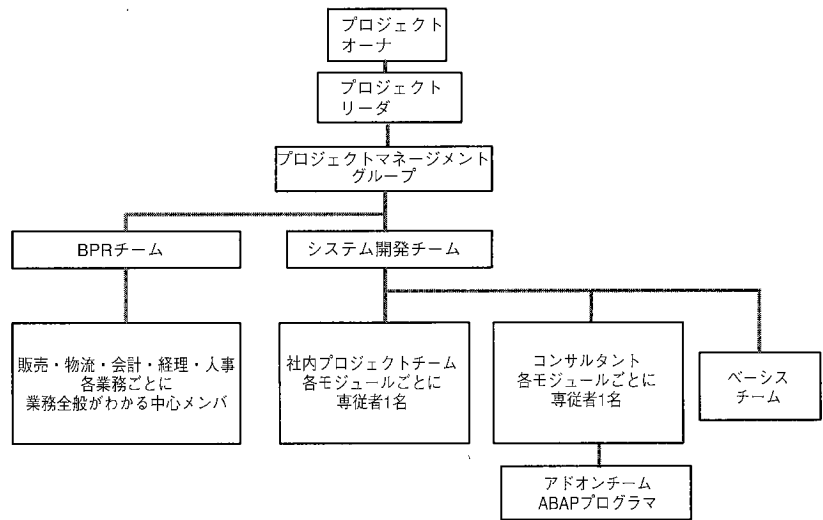 プロジェクト
オーナ
プロジェクト
リーダ
プロジェクトマネージメント
グループ
BPRチーム
システム開発チーム
販売・物流・会計・経理・人事
各業務ごとに
業務全般がわかる中心メンバ
社内プロジェクトチーム
各モジュールごとに
専従者1名
コンサルタント
各モジュールごとに
専従者1名
ベーシス
チーム
アドオンチーム
ABAPプログラマ